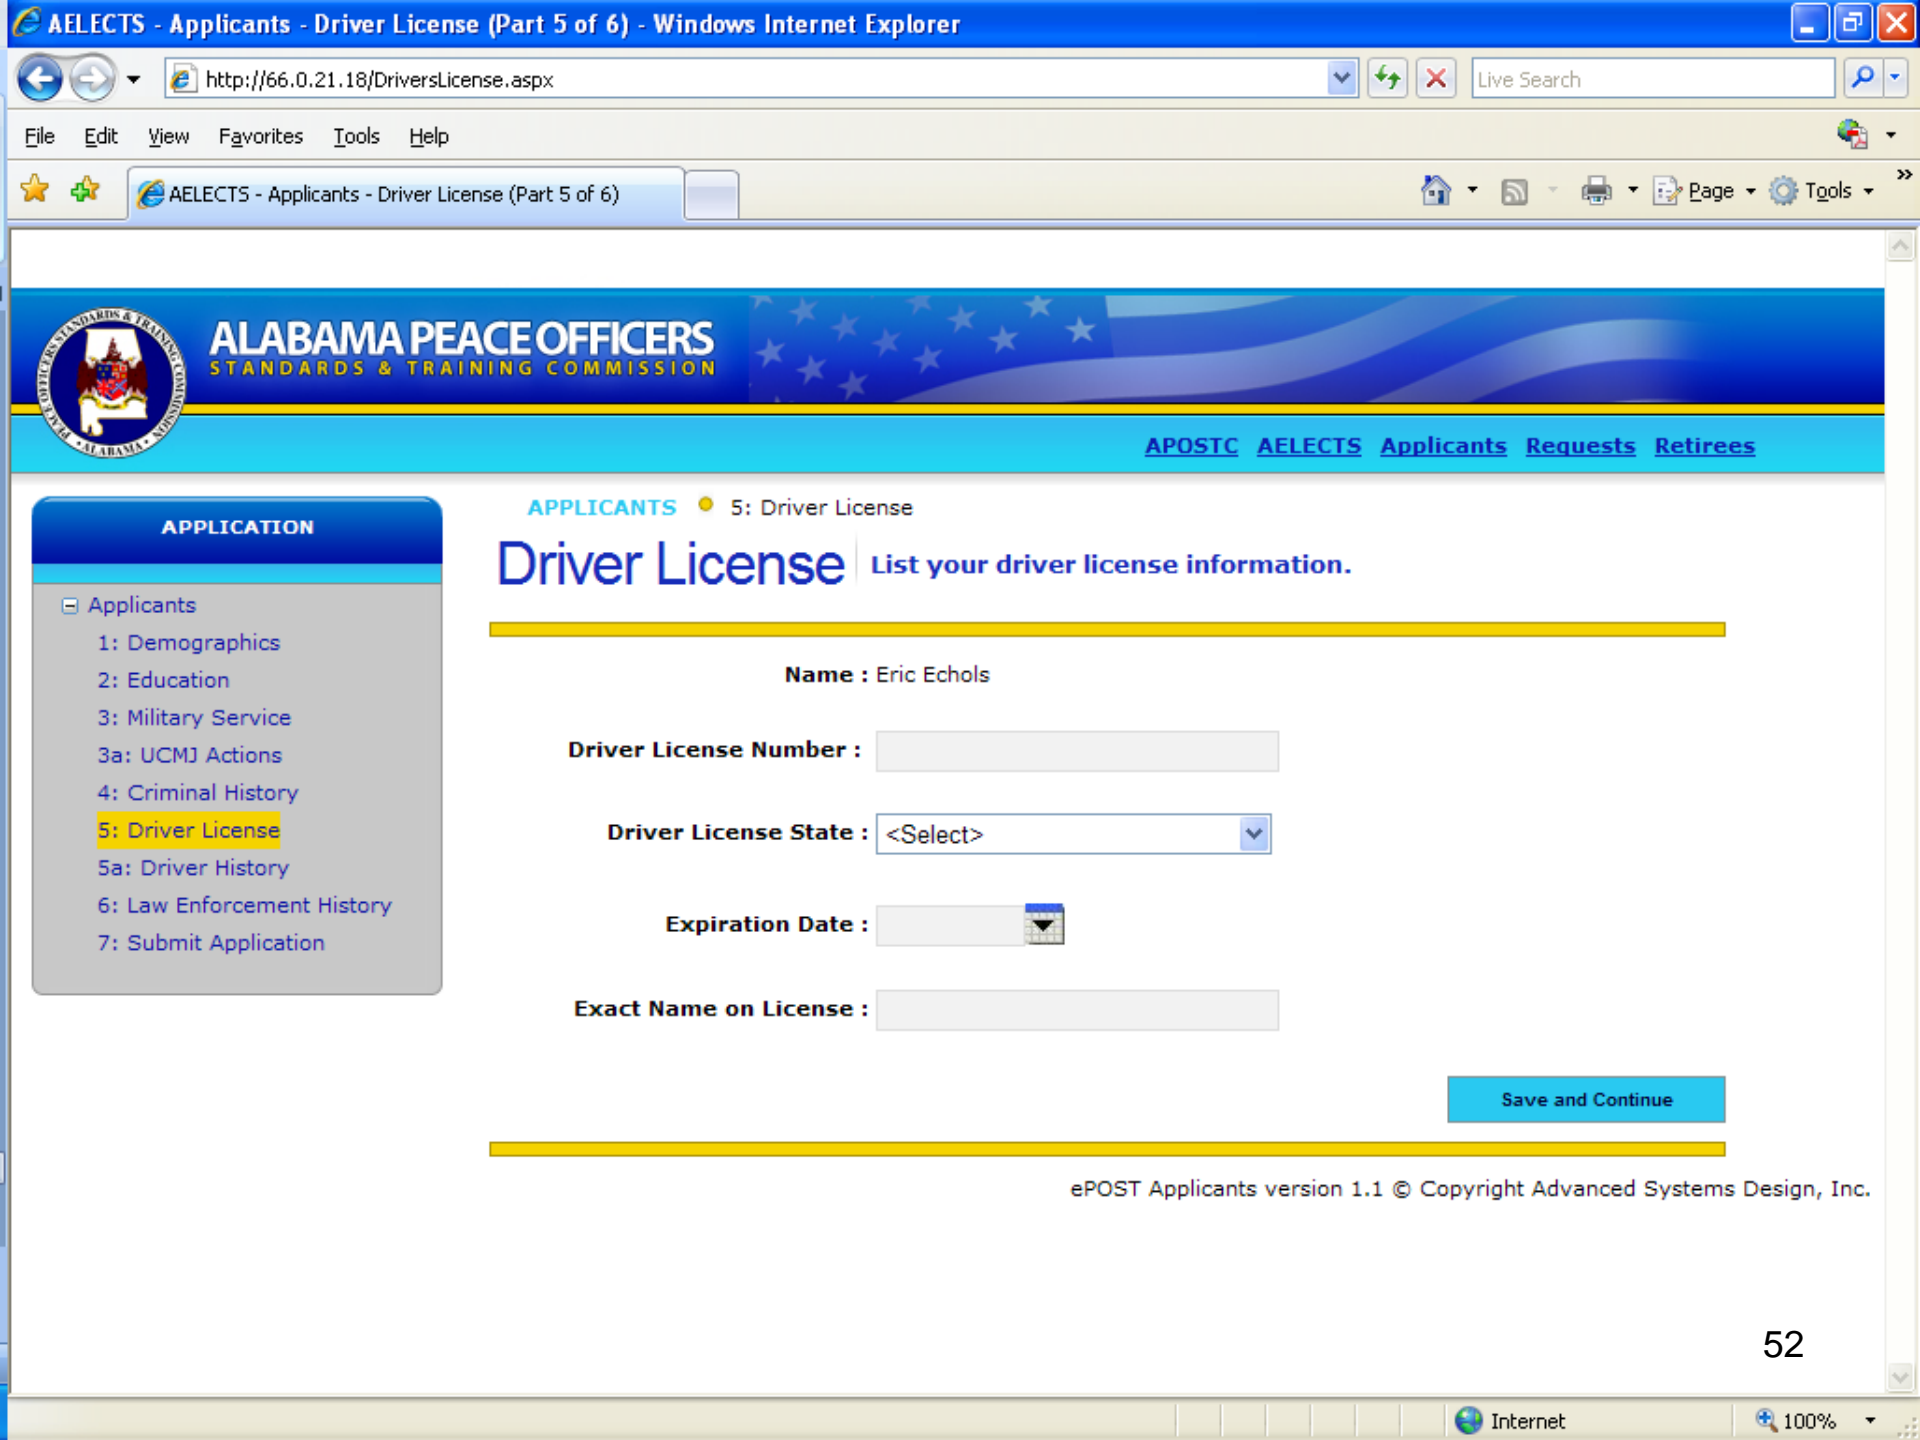 AELECTS - Applicants - Driver License (Part 5 of 6) - Windows Internet Explorer
http://66.0.21.18/DriversLicense.aspx
Live Search
File Edit View Favorites Tools Help
AELECTS - Applicants - Driver License (Part 5 of 6)
Page Tools »
ALABAMA PEACE OFFICERS
STANDARDS & TRAINING COMMISSION
PEACE OFFICERS STANDARDS & TRAINING COMMISSION
• ALABAMA •
APOSTC AELECTS Applicants Requests Retirees
APPLICATION
Applicants
1: Demographics
2: Education
3: Military Service
3a: UCMJ Actions
4: Criminal History
5: Driver License
5a: Driver History
6: Law Enforcement History
7: Submit Application
APPLICANTS 5: Driver License
Driver License List your driver license information.
Name : Eric Echols
Driver License Number :
Driver License State : <Select>
Expiration Date :
Exact Name on License :
Save and Continue
ePOST Applicants version 1.1 © Copyright Advanced Systems Design, Inc.
52
Internet 100%